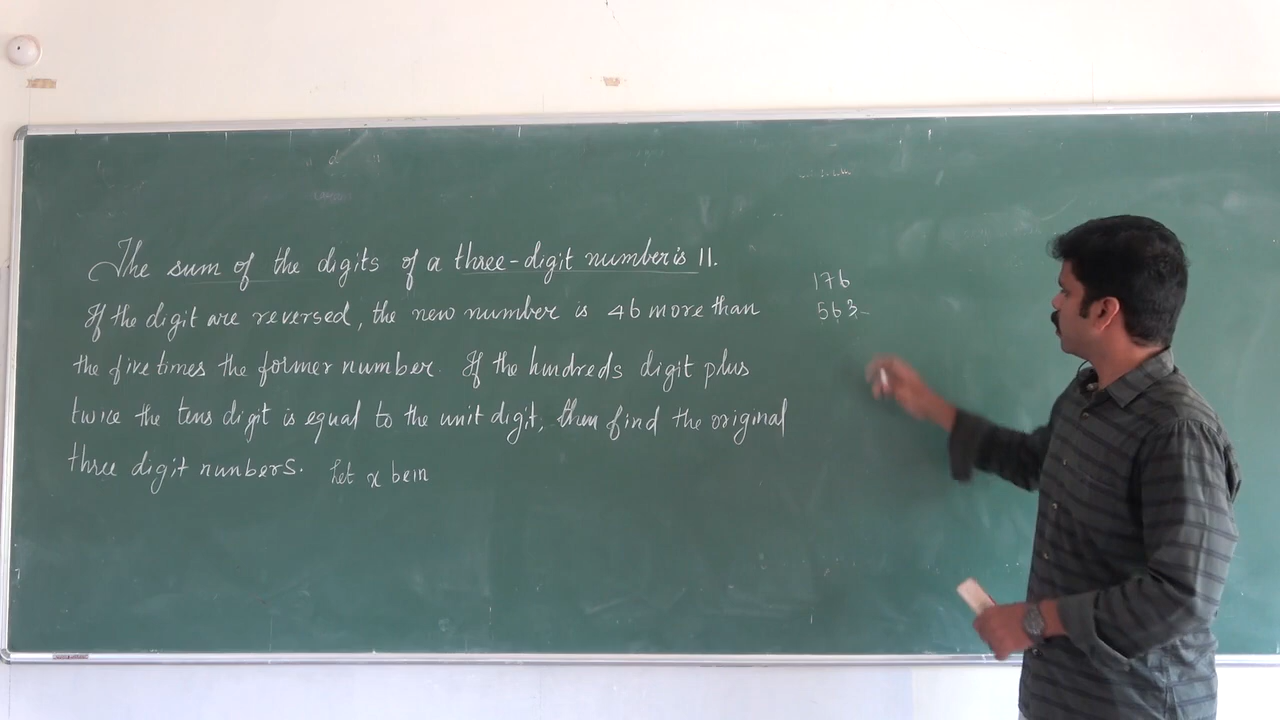 The sum of the digits of a three-digit number is 11.
If the digit are reversed, the new number is 46 more than
the five times the former number. If the hundreds digit plus
twice the tens digit is equal to the unit digit, then find the original
three digit numbers. Let x be in
176
563